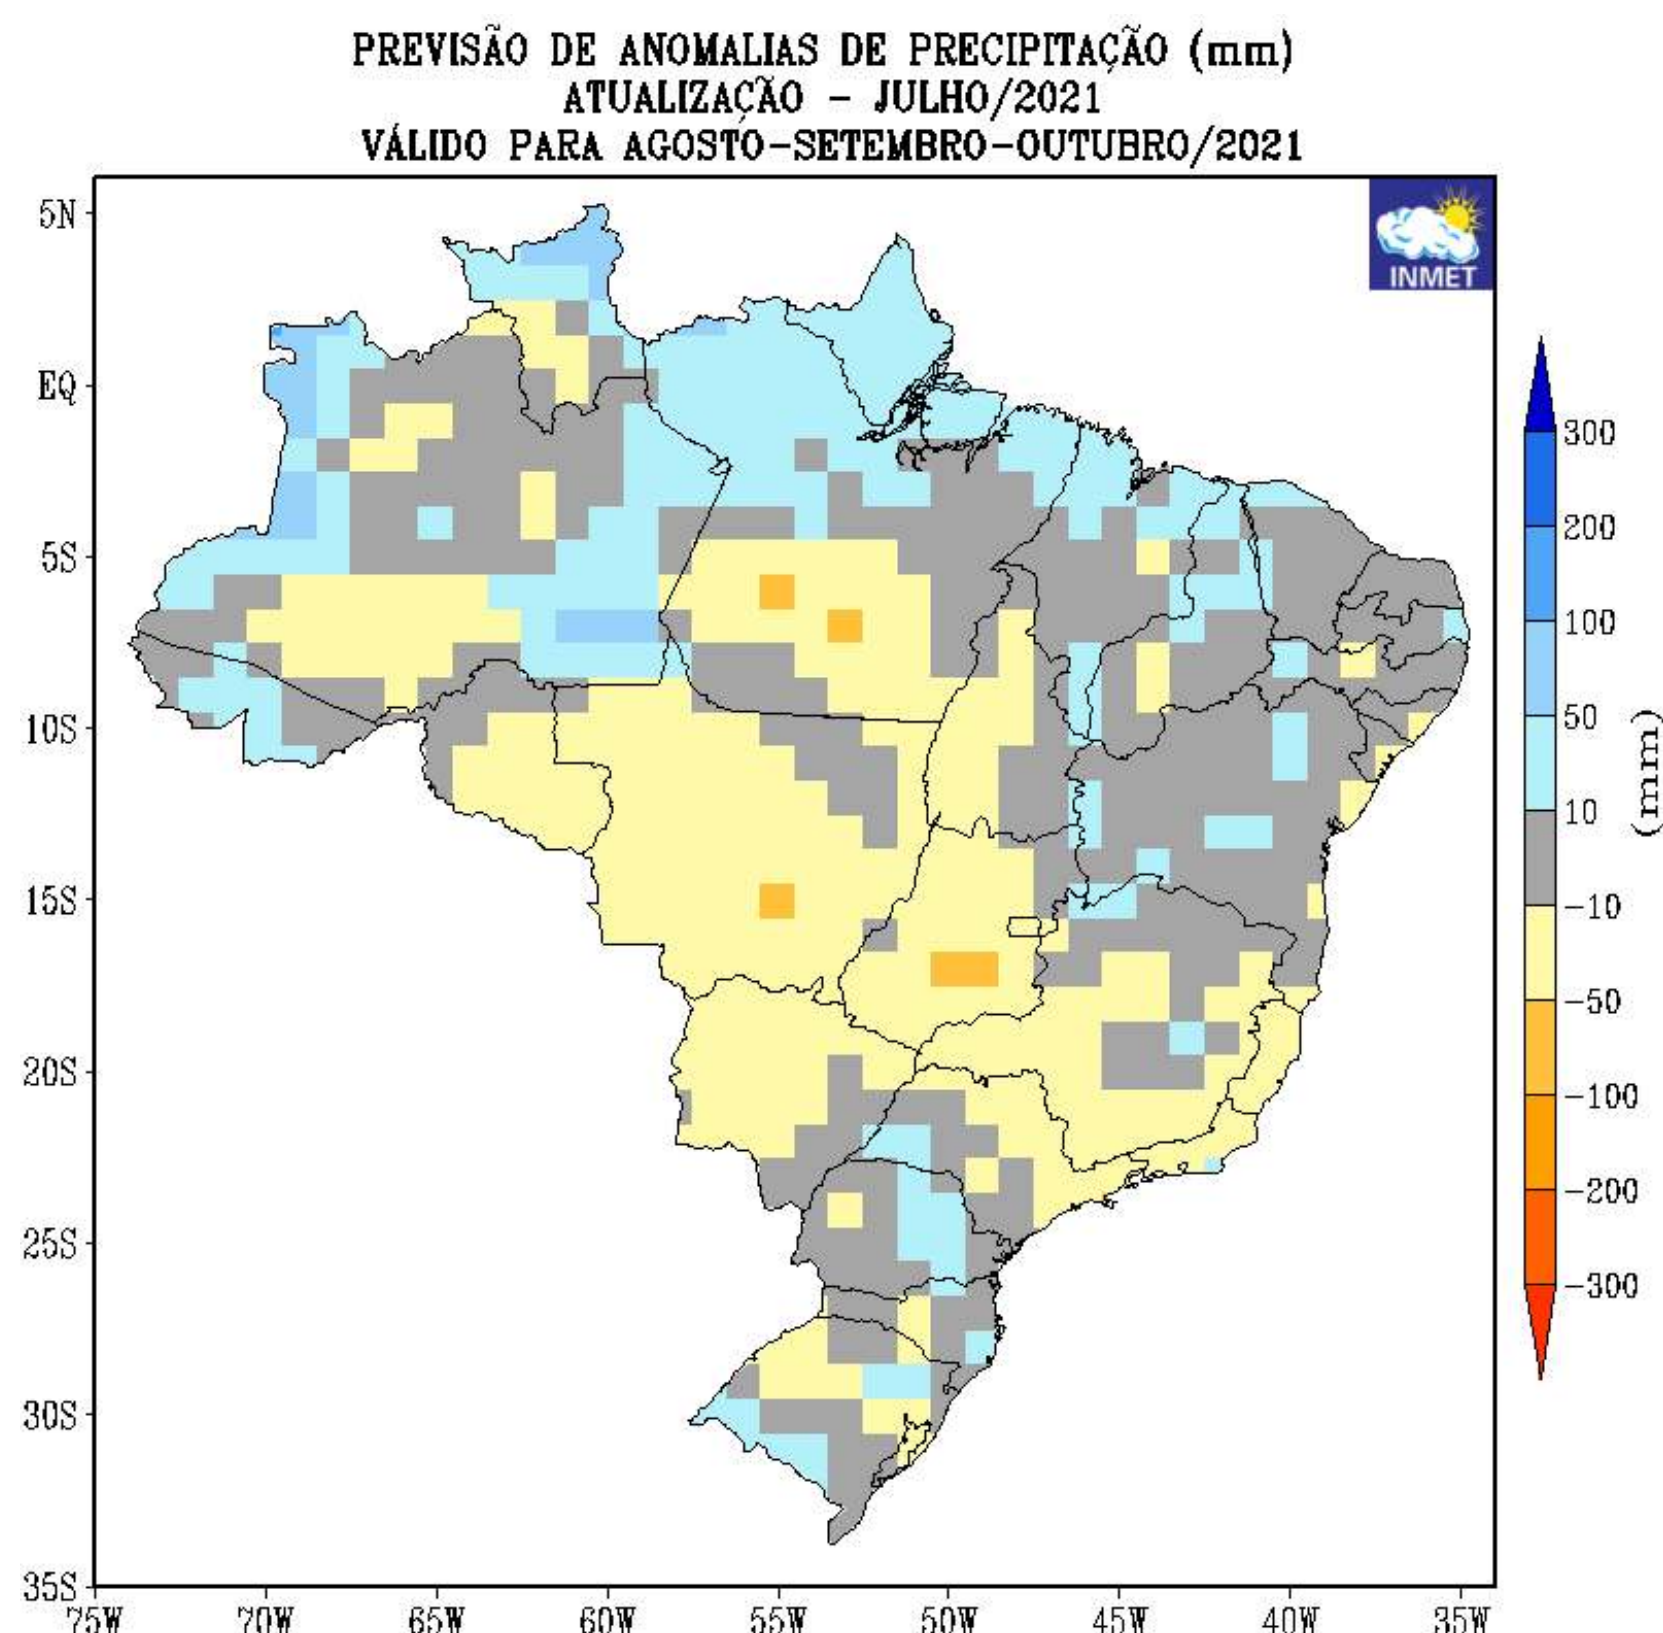 PREVISÃO DE ANOMALIAS DE PRECIPITAÇÃO (mm)
ATUALIZAÇÃO - JULHO/2021
VÁLIDO PARA AGOSTO-SETEMBRO-OUTUBRO/2021
INMET
5N
EQ
5S
10S
15S
20S
25S
30S
35S
75W 70W 65W 60W 55W 50W 45W 40W 35W
300
200
100
50
10
-10
-50
-100
-200
-300
(mm)